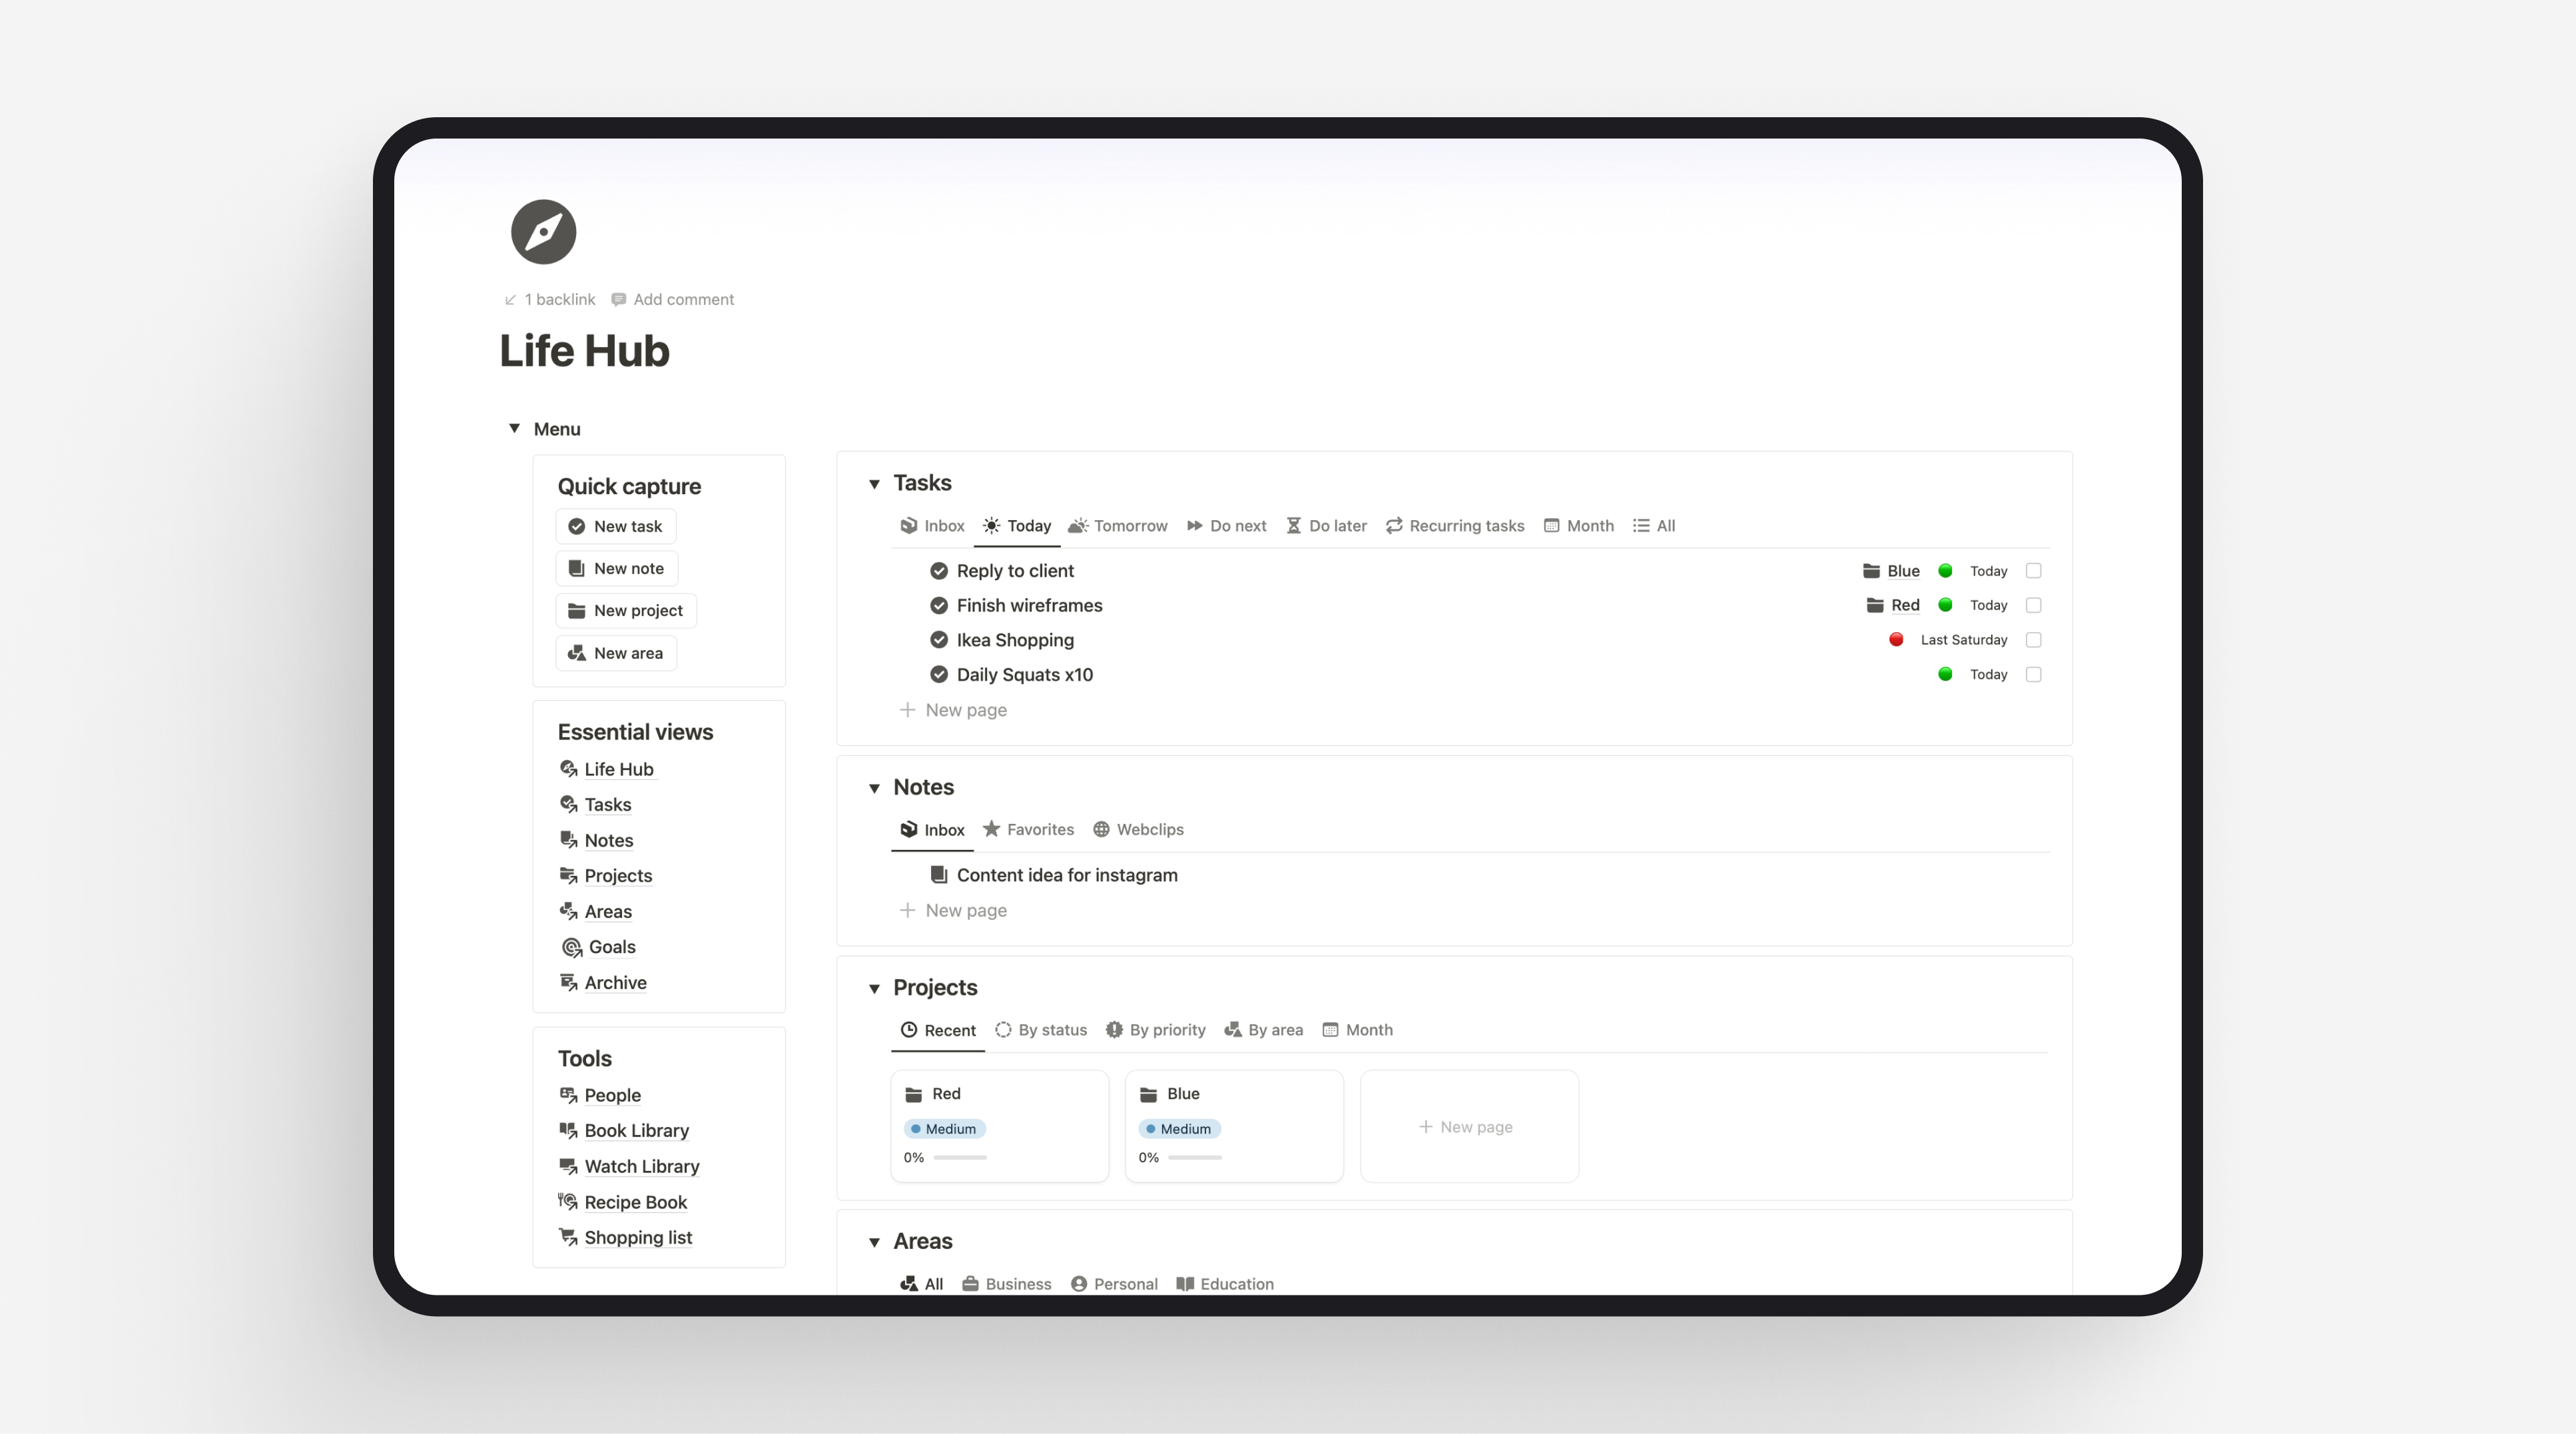 1 backlink Add comment
Life Hub
Menu
Quick capture
New task
New note
New project
New area
Essential views
Life Hub
Tasks
Notes
Projects
Areas
Goals
Archive
Tools
People
Book Library
Watch Library
Recipe Book
Shopping list
Tasks
Inbox Today Tomorrow Do next Do later Recurring tasks Month All
Reply to client Blue Today
Finish wireframes Red Today
Ikea Shopping Last Saturday
Daily Squats x10 Today
New page
Notes
Inbox Favorites Webclips
Content idea for instagram
New page
Projects
Recent By status By priority By area Month
Red
Medium
0%
Blue
Medium
0%
New page
Areas
All Business Personal Education